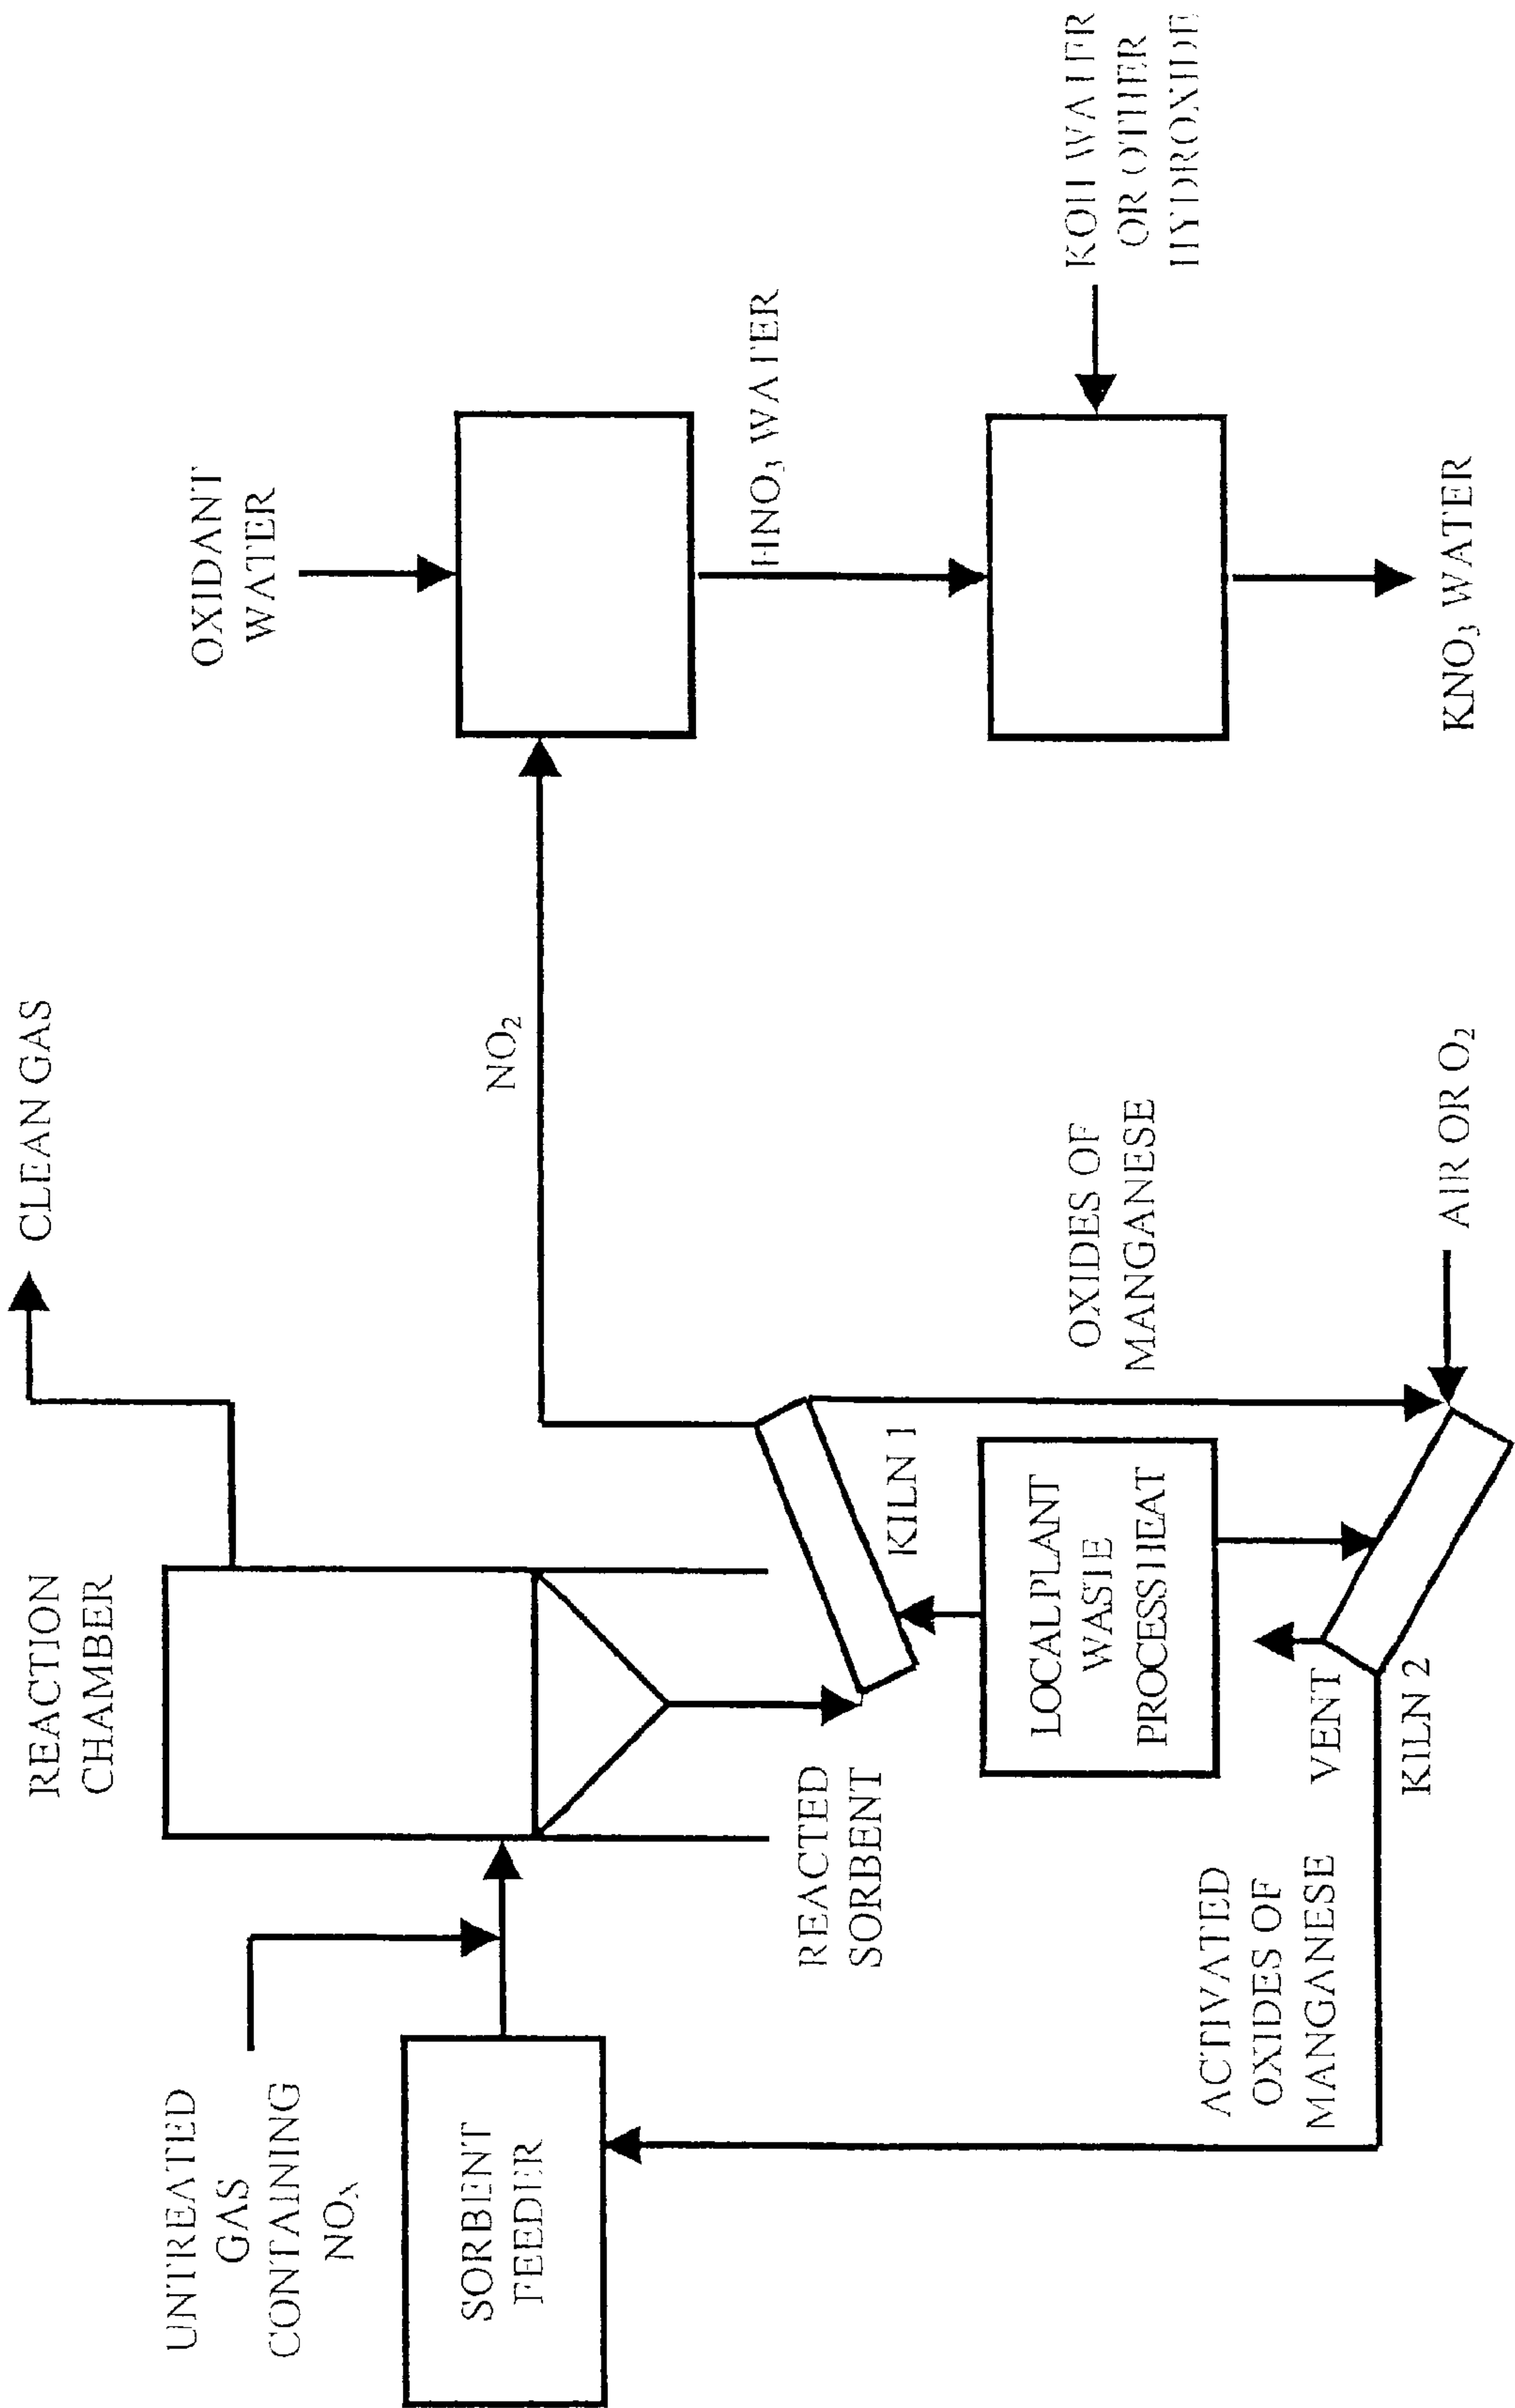 UNTREATED
GAS
CONTAINING
NOX
SORBENT
FEEDER
REACTION
CHAMBER
CLEAN GAS
REACTED
SORBENT
KILN 1
LOCAL PLANT
WASTE
PROCESS HEAT
ACTIVATED
OXIDES OF
MANGANESE
VENT
KILN 2
OXIDES OF
MANGANESE
AIR OR O2
NO2
OXIDANT
WATER
HNO3 WATER
KOH WATER
OR OTHER
HYDROXIDE
KNO3 WATER